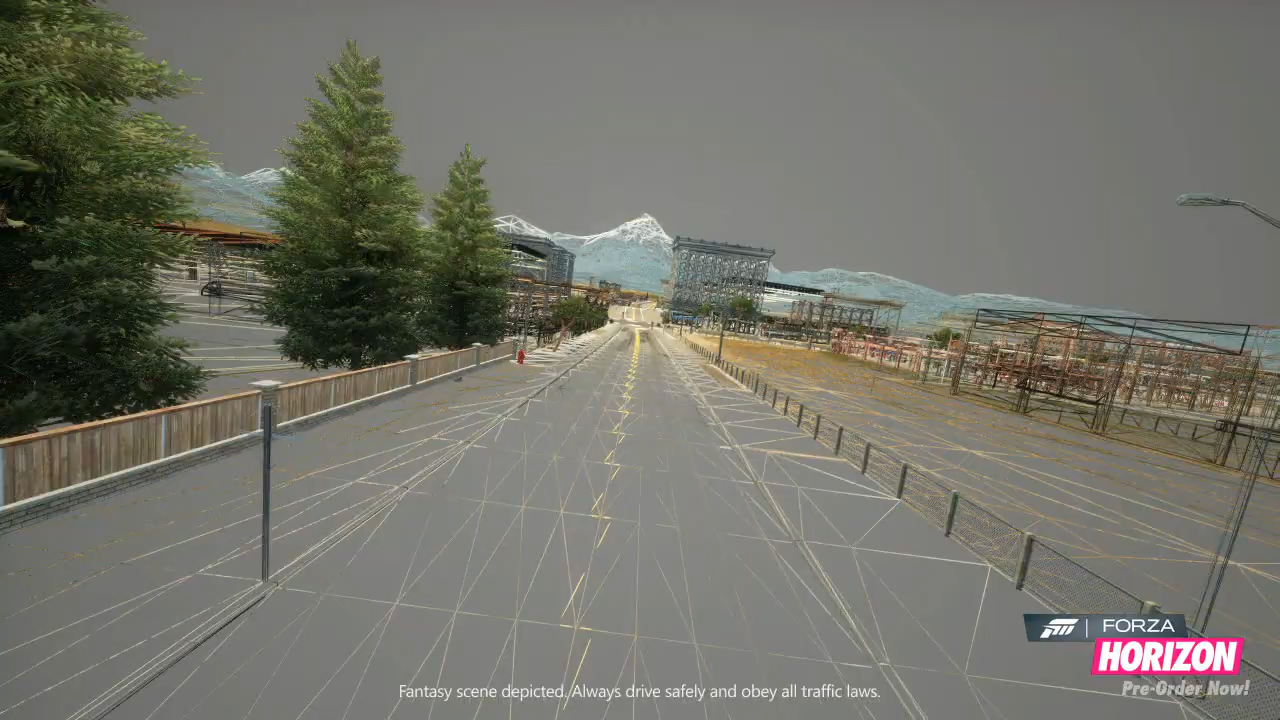 FORZA
HORIZON
Pre-Order Now!
Fantasy scene depicted. Always drive safely and obey all traffic laws.